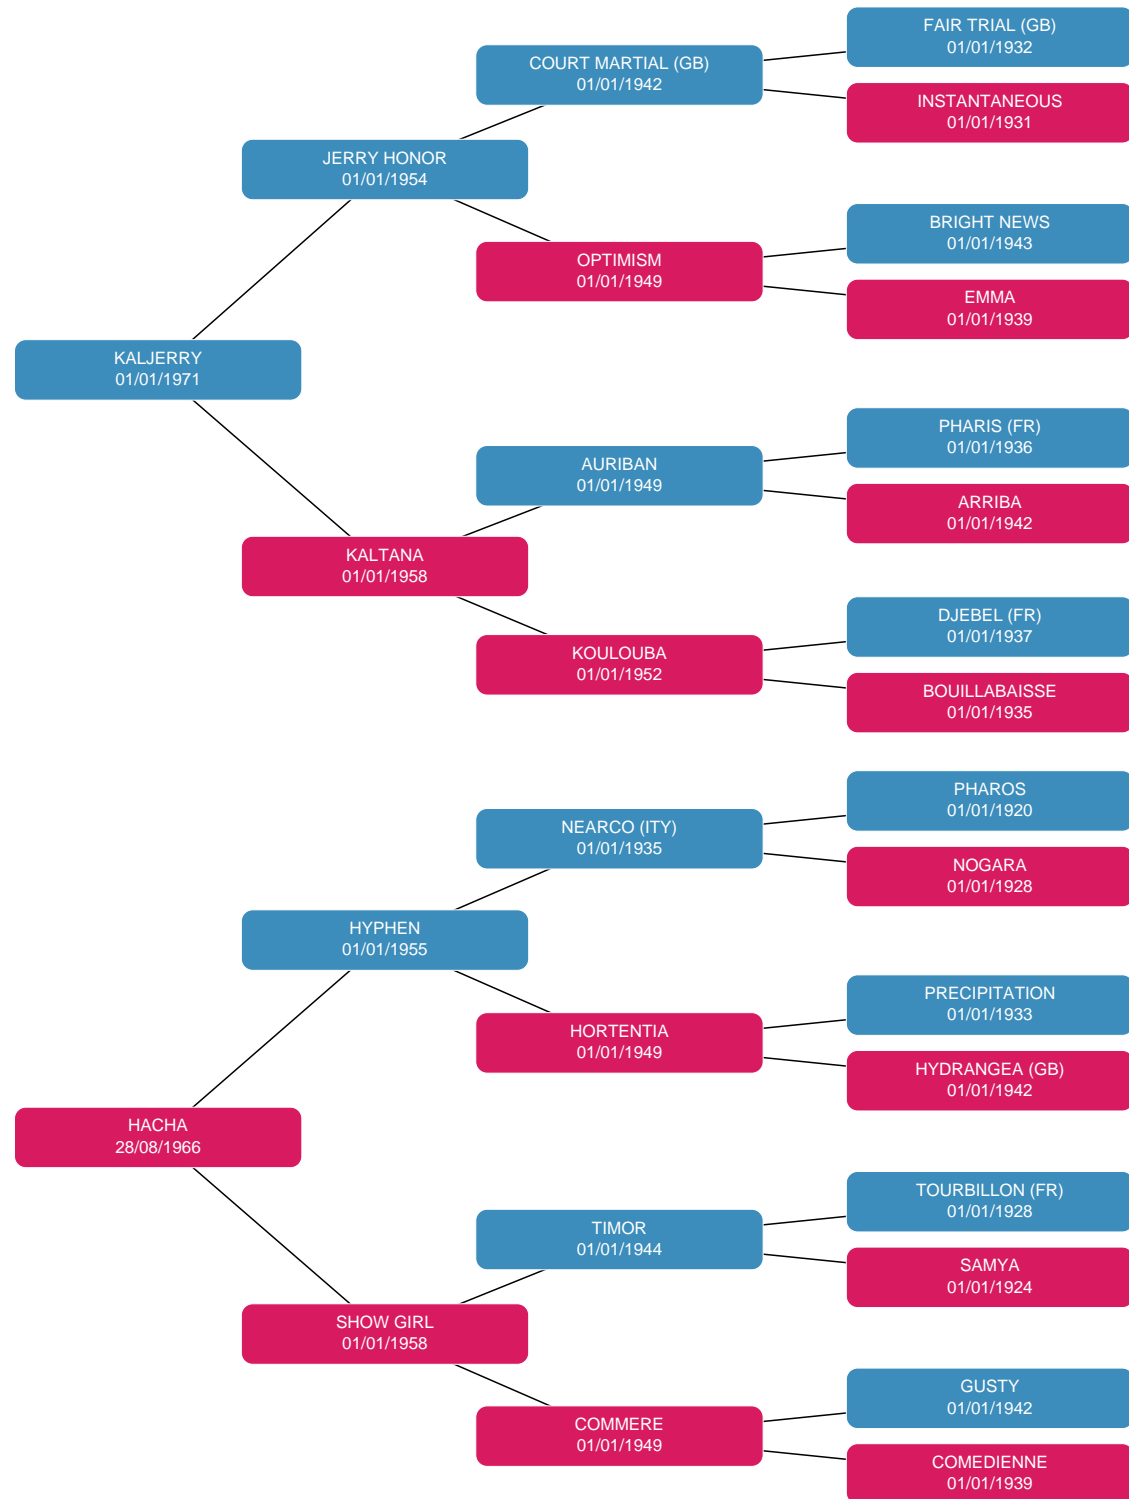 FAIR TRIAL (GB)
01/01/1932
COURT MARTIAL (GB)
01/01/1942
INSTANTANEOUS
01/01/1931
JERRY HONOR
01/01/1954
BRIGHT NEWS
01/01/1943
OPTIMISM
01/01/1949
EMMA
01/01/1939
KALJERRY
01/01/1971
PHARIS (FR)
01/01/1936
AURIBAN
01/01/1949
ARRIBA
01/01/1942
KALTANA
01/01/1958
DJEBEL (FR)
01/01/1937
KOULOUBA
01/01/1952
BOUILLABAISSE
01/01/1935
PHAROS
01/01/1920
NEARCO (ITY)
01/01/1935
NOGARA
01/01/1928
HYPHEN
01/01/1955
PRECIPITATION
01/01/1933
HORTENTIA
01/01/1949
HYDRANGEA (GB)
01/01/1942
HACHA
28/08/1966
TOURBILLON (FR)
01/01/1928
TIMOR
01/01/1944
SAMYA
01/01/1924
SHOW GIRL
01/01/1958
GUSTY
01/01/1942
COMMERE
01/01/1949
COMEDIENNE
01/01/1939